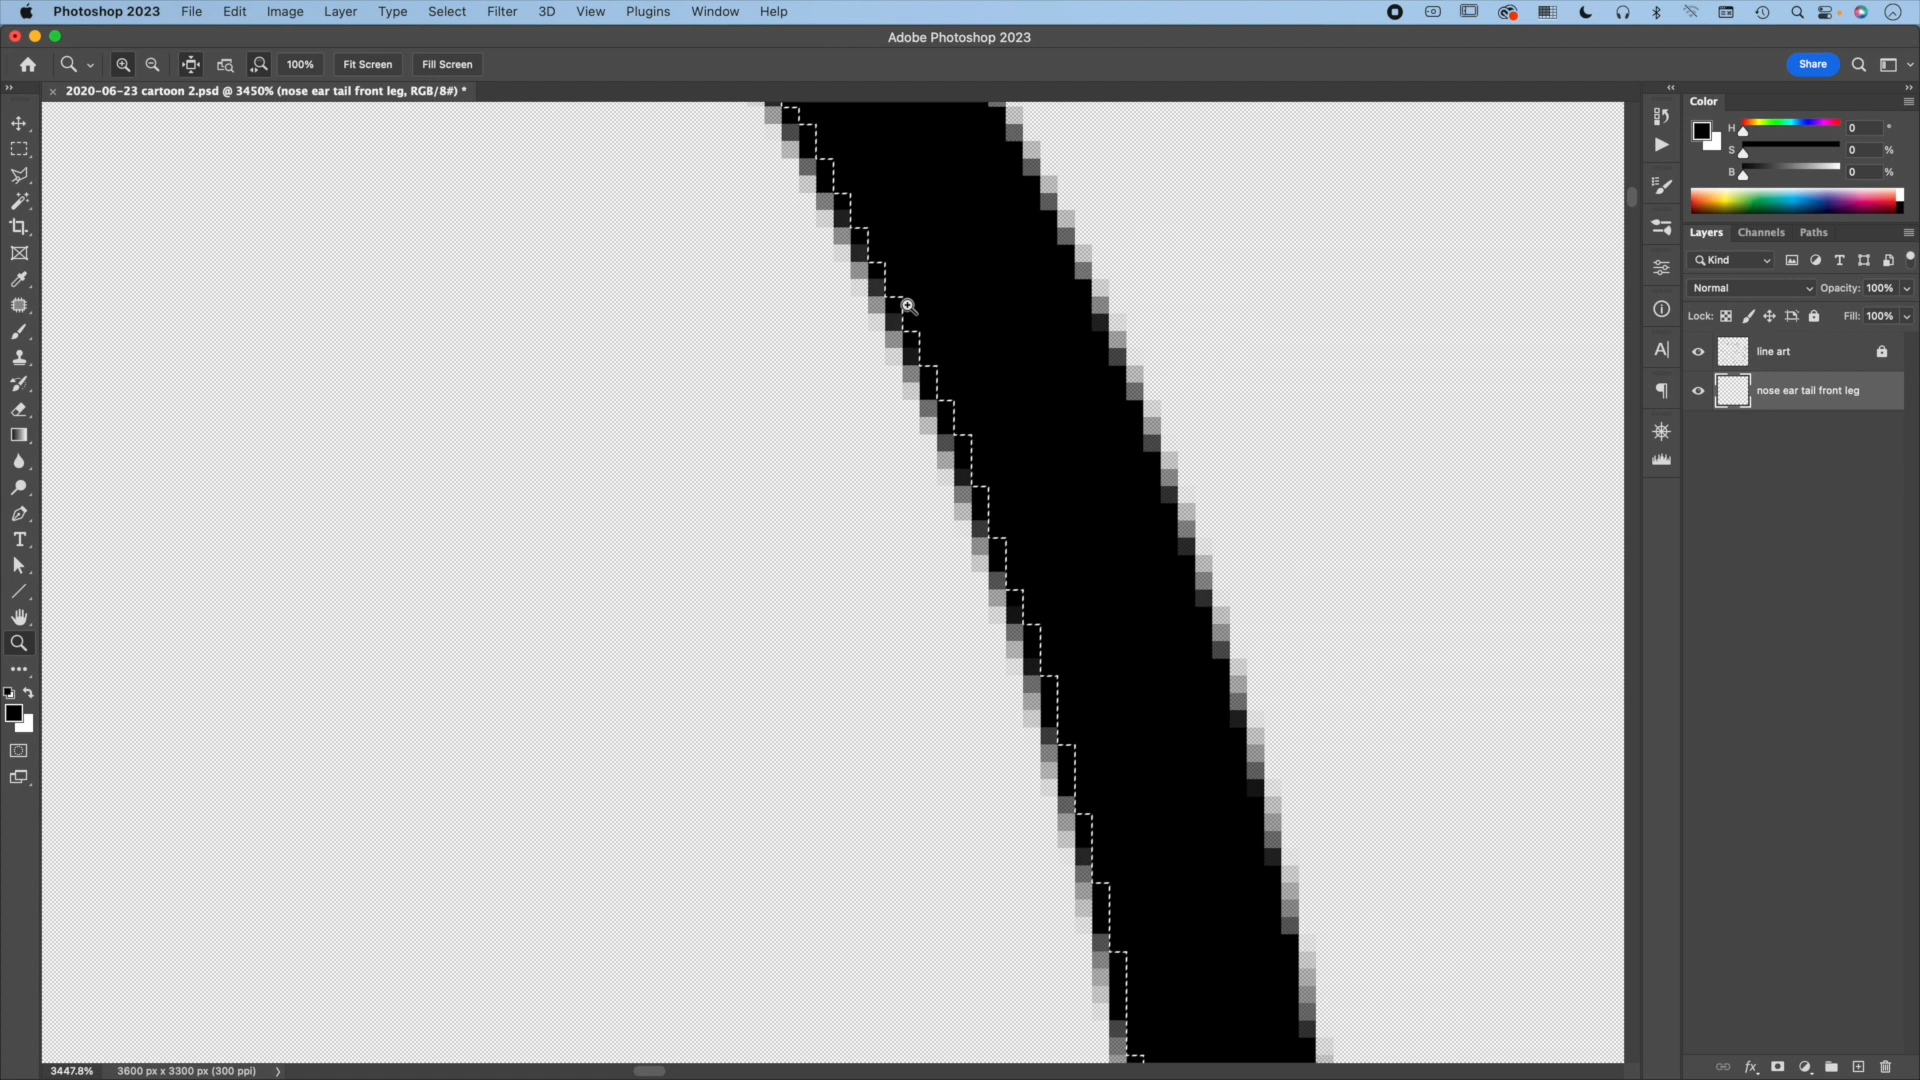 Photoshop 2023 File Edit Image Layer Type Select Filter 3D View Plugins Window Help
Adobe Photoshop 2023
100% Fit Screen Fill Screen Share
2020-06-23 cartoon 2.psd @ 3450% (nose ear tail front leg, RGB/8#) *
Color
H 0 °
S 0 %
B 0 %
Layers Channels Paths
Kind
Normal Opacity: 100%
Lock: Fill: 100%
line art
nose ear tail front leg
3447.8% 3600 px x 3300 px (300 ppi)